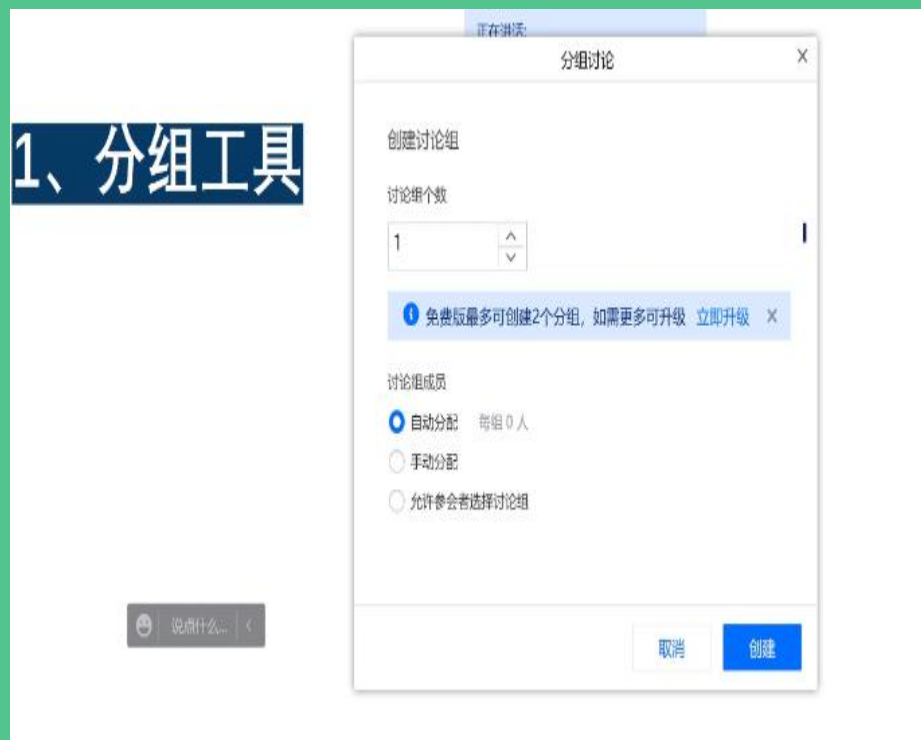 正在讲话:
分组讨论
1、分组工具
创建讨论组
讨论组个数
1
免费版最多可创建2个分组，如需更多可升级 立即升级
讨论组成员
自动分配 每组 0 人
手动分配
允许参会者选择讨论组
说点什么...
取消 创建